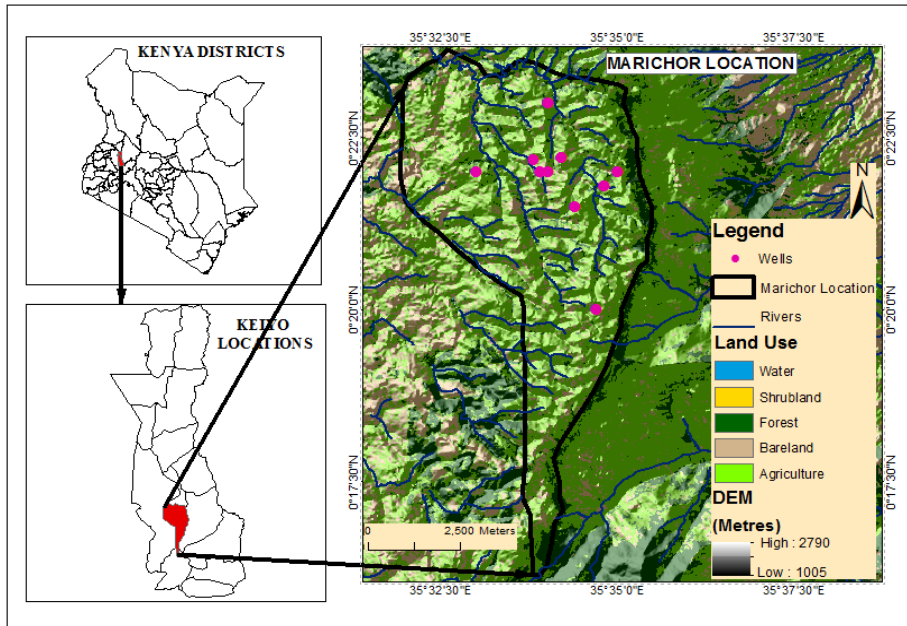 KENYA DISTRICTS
KEIYO
LOCATIONS
35°32'30"E
35°35'0"E
35°37'30"E
MARICHOR LOCATION
0°22'30"N
0°22'30"N
0°20'0"N
0°20'0"N
0°17'30"N
0°17'30"N
N
Legend
Wells
Marichor Location
Rivers
Land Use
Water
Shrubland
Forest
Bareland
Agriculture
DEM
(Metres)
High : 2790
Low : 1005
0
2,500 Meters
35°32'30"E
35°35'0"E
35°37'30"E